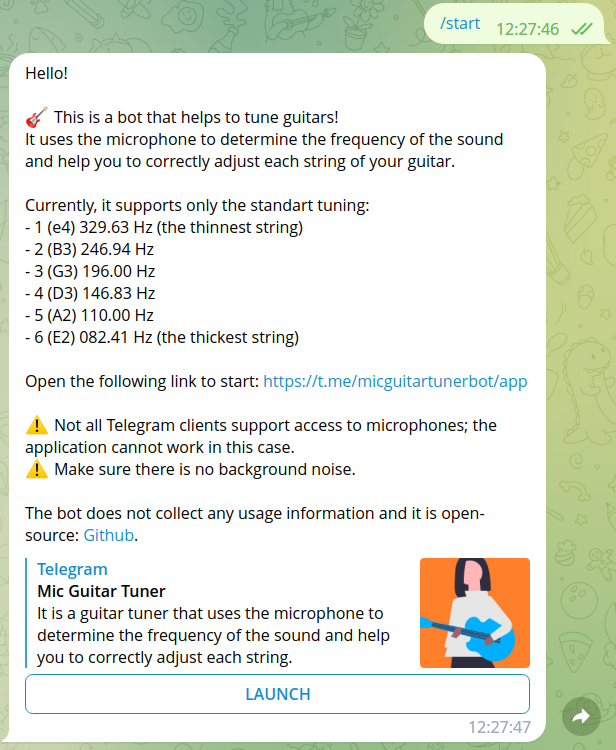 /start 12:27:46
Hello!
🎸 This is a bot that helps to tune guitars!
It uses the microphone to determine the frequency of the sound
and help you to correctly adjust each string of your guitar.
Currently, it supports only the standart tuning:
- 1 (e4) 329.63 Hz (the thinnest string)
- 2 (B3) 246.94 Hz
- 3 (G3) 196.00 Hz
- 4 (D3) 146.83 Hz
- 5 (A2) 110.00 Hz
- 6 (E2) 082.41 Hz (the thickest string)
Open the following link to start: https://t.me/micguitartunerbot/app
⚠️ Not all Telegram clients support access to microphones; the
application cannot work in this case.
⚠️ Make sure there is no background noise.
The bot does not collect any usage information and it is open-
source: Github.
Telegram
Mic Guitar Tuner
It is a guitar tuner that uses the microphone to
determine the frequency of the sound and help
you to correctly adjust each string.
LAUNCH
12:27:47